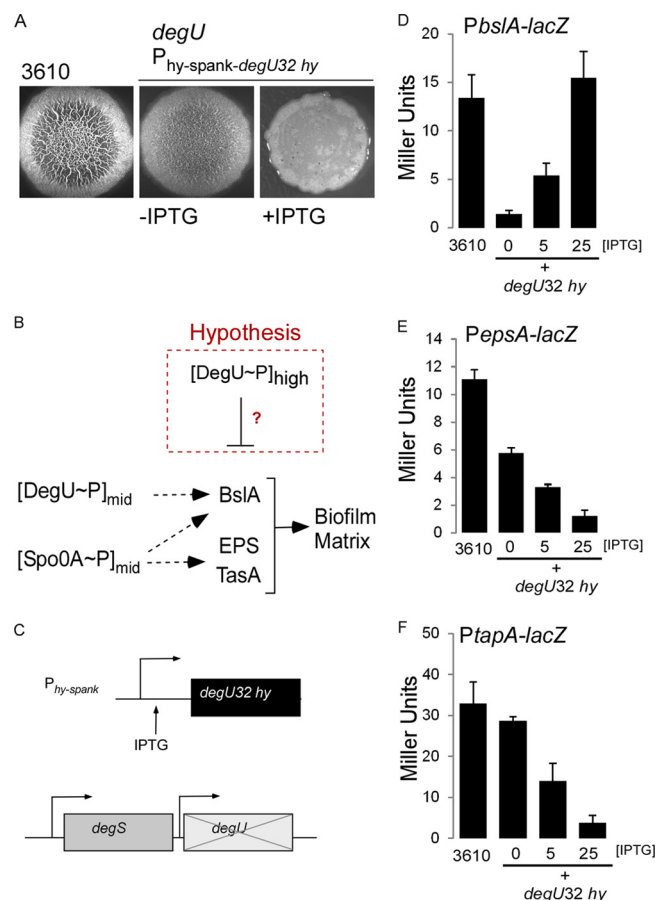 A
degU
P hy-spank-degU32 hy
3610
-IPTG
+IPTG
B
Hypothesis
[DegU~P]high
?
[DegU~P]mid
BslA
[Spo0A~P]mid
EPS
TasA
Biofilm
Matrix
C
P hy-spank
degU32 hy
IPTG
degS
degU
D
PbslA-lacZ
Miller Units
20
15
10
5
0
3610
0
5
25
[IPTG]
+
degU32 hy
E
PepsA-lacZ
Miller Units
14
12
10
8
6
4
2
0
3610
0
5
25
[IPTG]
+
degU32 hy
F
PtapA-lacZ
Miller Units
50
40
30
20
10
0
3610
0
5
25
[IPTG]
+
degU32 hy